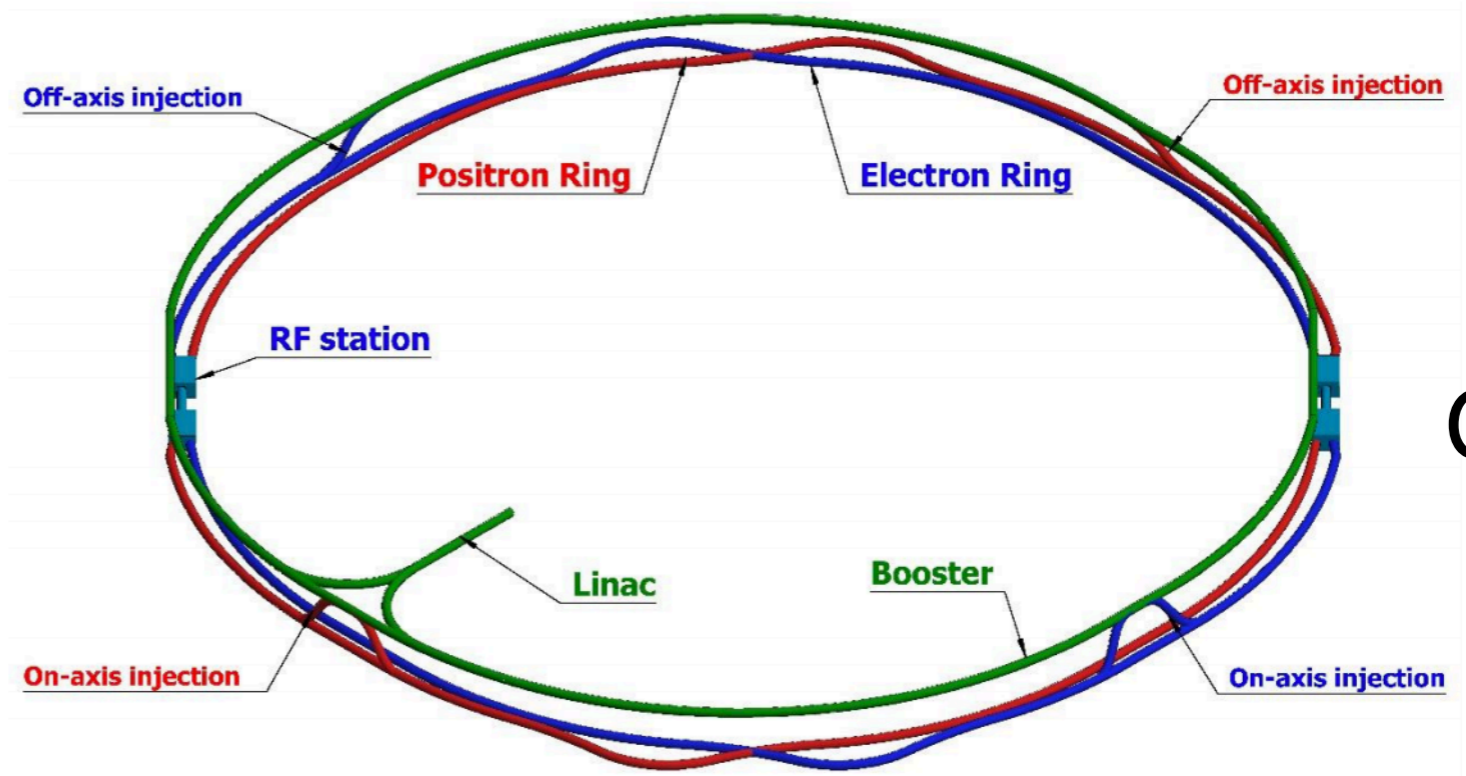 Off-axis injection
Off-axis injection
Positron Ring
Electron Ring
RF station
Linac
Booster
On-axis injection
On-axis injection